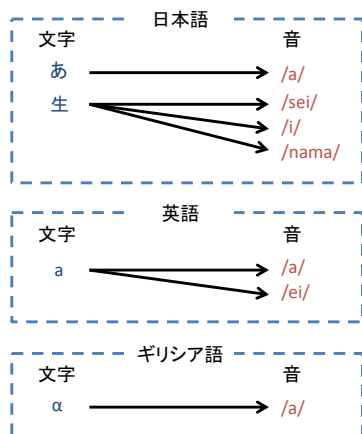 日本語
文字 音
あ /a/
生 /sei/
/i/
/nama/
英語
文字 音
a /a/
/ei/
ギリシア語
文字 音
α /a/